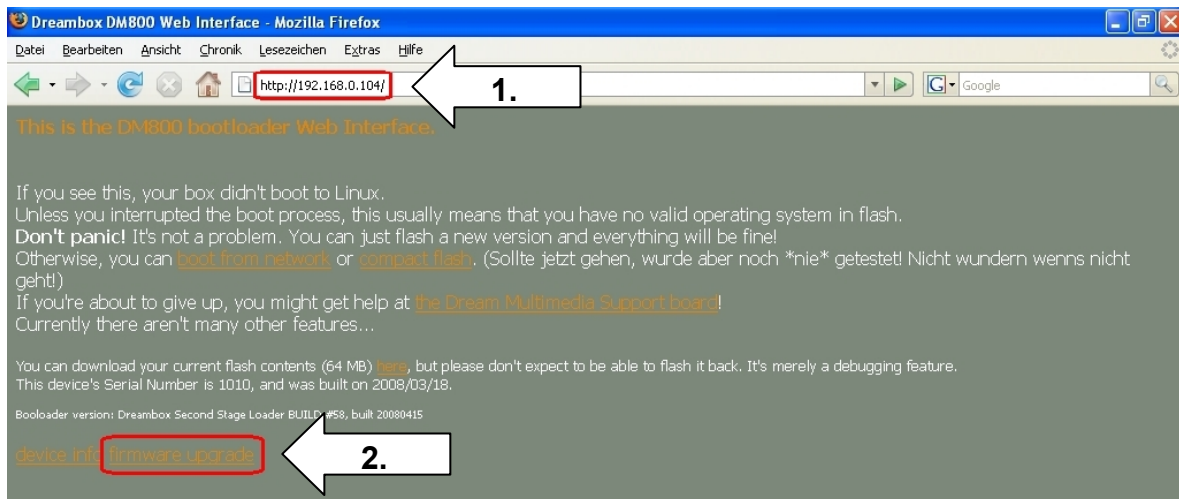 Dreambox DM800 Web Interface - Mozilla Firefox
Datei Bearbeiten Ansicht Chronik Lesezeichen Extras Hilfe
http://192.168.0.104/
1.
G Google
This is the DM800 bootloader Web Interface.
If you see this, your box didn't boot to Linux.
Unless you interrupted the boot process, this usually means that you have no valid operating system in flash.
Don't panic! It's not a problem. You can just flash a new version and everything will be fine!
Otherwise, you can boot from network or compact flash. (Sollte jetzt gehen, wurde aber noch *nie* getestet! Nicht wundern wenns nicht
geht!)
If you're about to give up, you might get help at the Dream Multimedia Support board!
Currently there aren't many other features...
You can download your current flash contents (64 MB) here, but please don't expect to be able to flash it back. It's merely a debugging feature.
This device's Serial Number is 1010, and was built on 2008/03/18.
Booloader version: Dreambox Second Stage Loader BUILD #58, built 20080415
device info firmware upgrade
2.